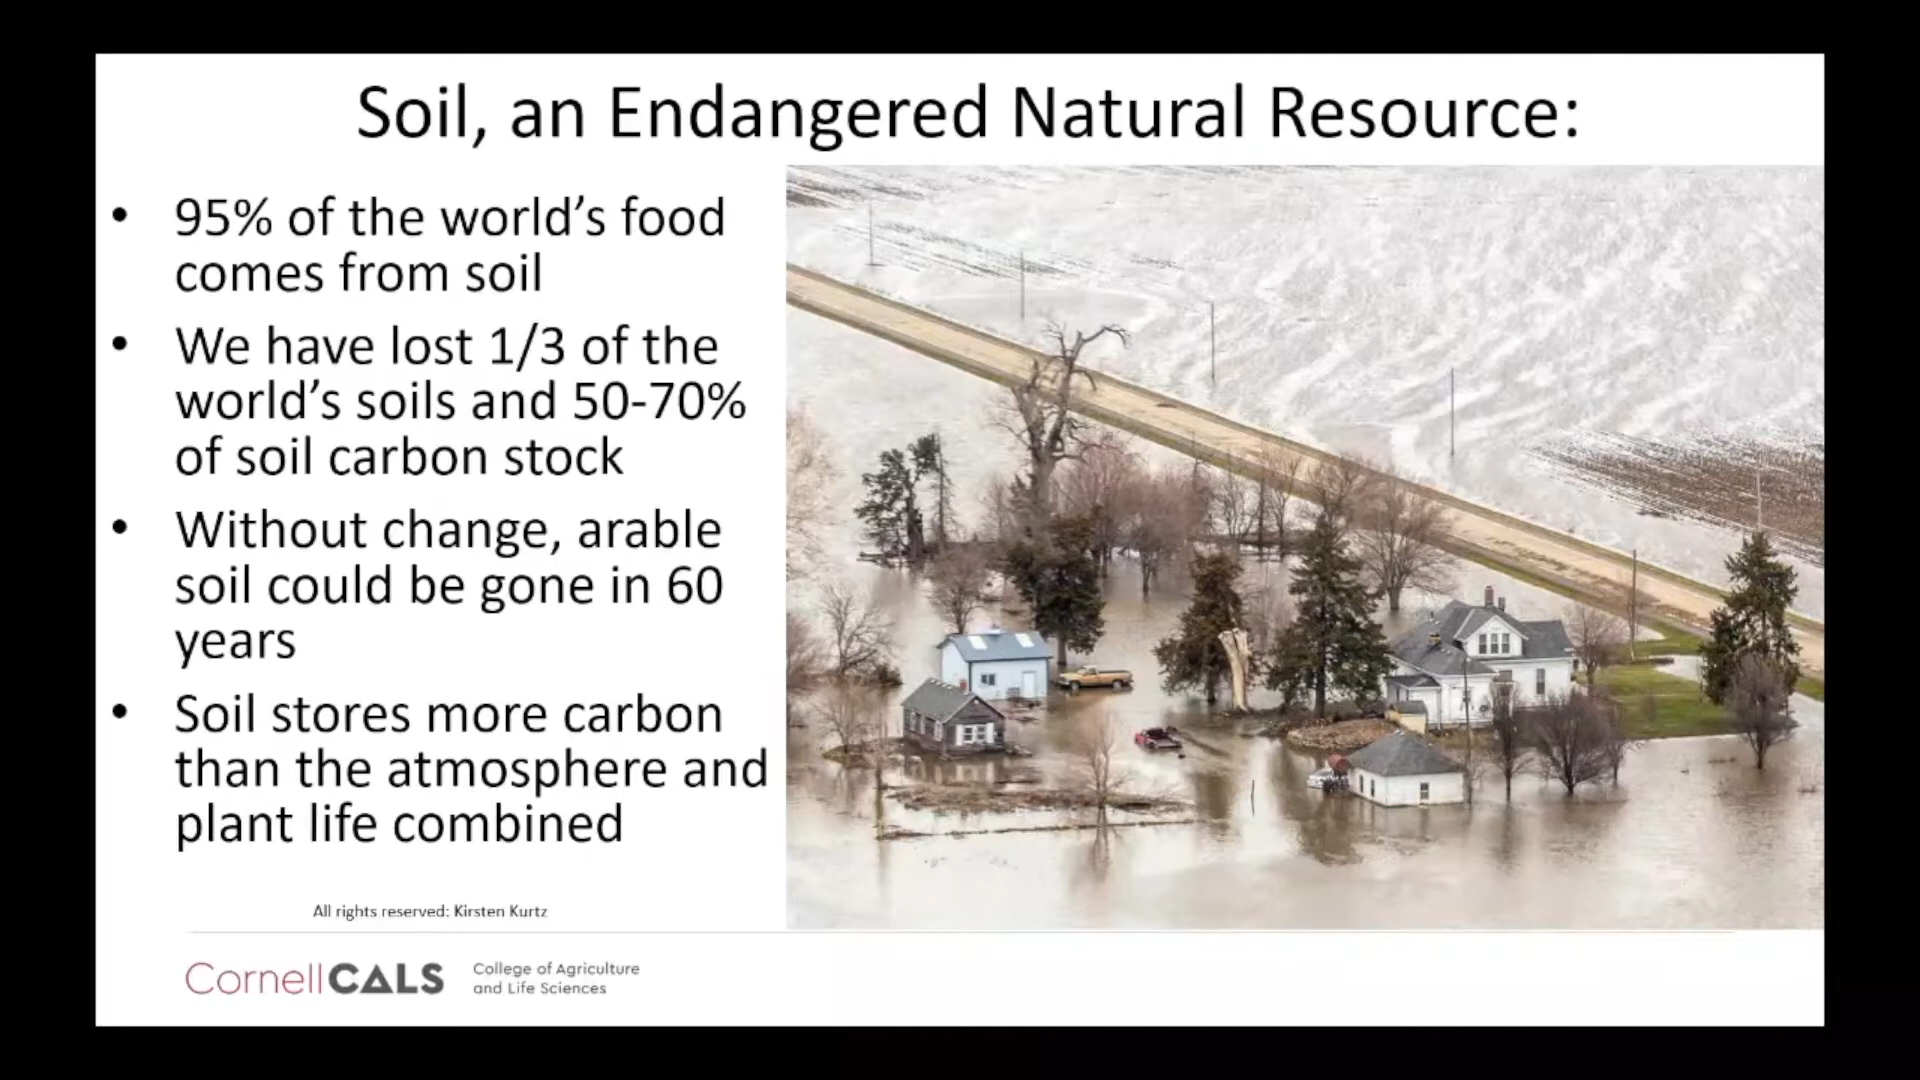 Soil, an Endangered Natural Resource:
• 95% of the world’s food
comes from soil
• We have lost 1/3 of the
world’s soils and 50-70%
of soil carbon stock
• Without change, arable
soil could be gone in 60
years
• Soil stores more carbon
than the atmosphere and
plant life combined
All rights reserved: Kirsten Kurtz
CornellCALS
College of Agriculture
and Life Sciences